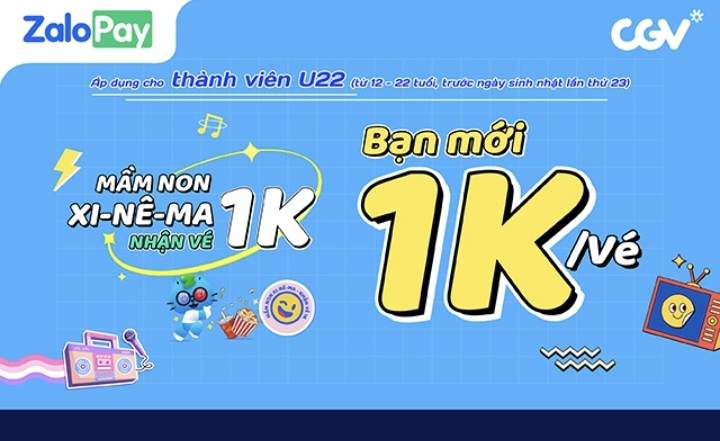 ZaloPay
CGV*
Áp dụng cho thành viên U22 (từ 12 - 22 tuổi, trước ngày sinh nhật lần thứ 23)
MẦM NON
XI-NÊ-MA
NHẬN VÉ
1K
Bạn mới
1K/Vé